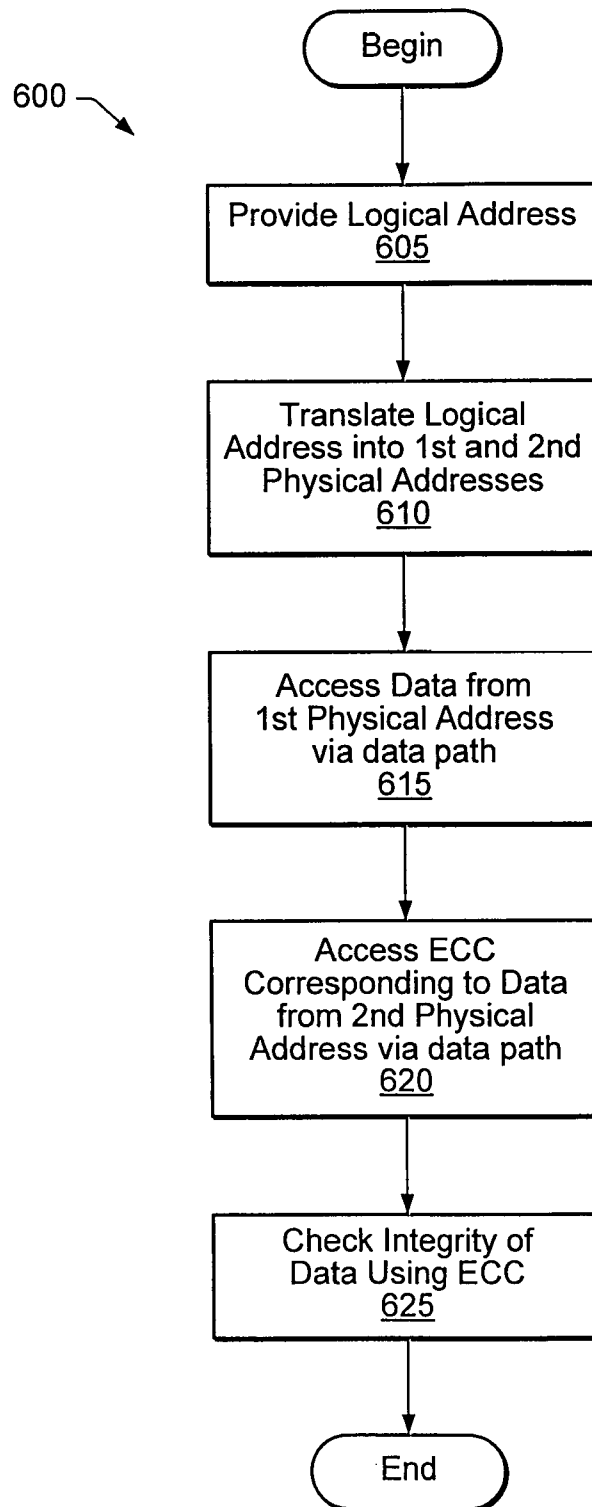 Begin
600
Provide Logical Address
605
Translate Logical
Address into 1st and 2nd
Physical Addresses
610
Access Data from
1st Physical Address
via data path
615
Access ECC
Corresponding to Data
from 2nd Physical
Address via data path
620
Check Integrity of
Data Using ECC
625
End